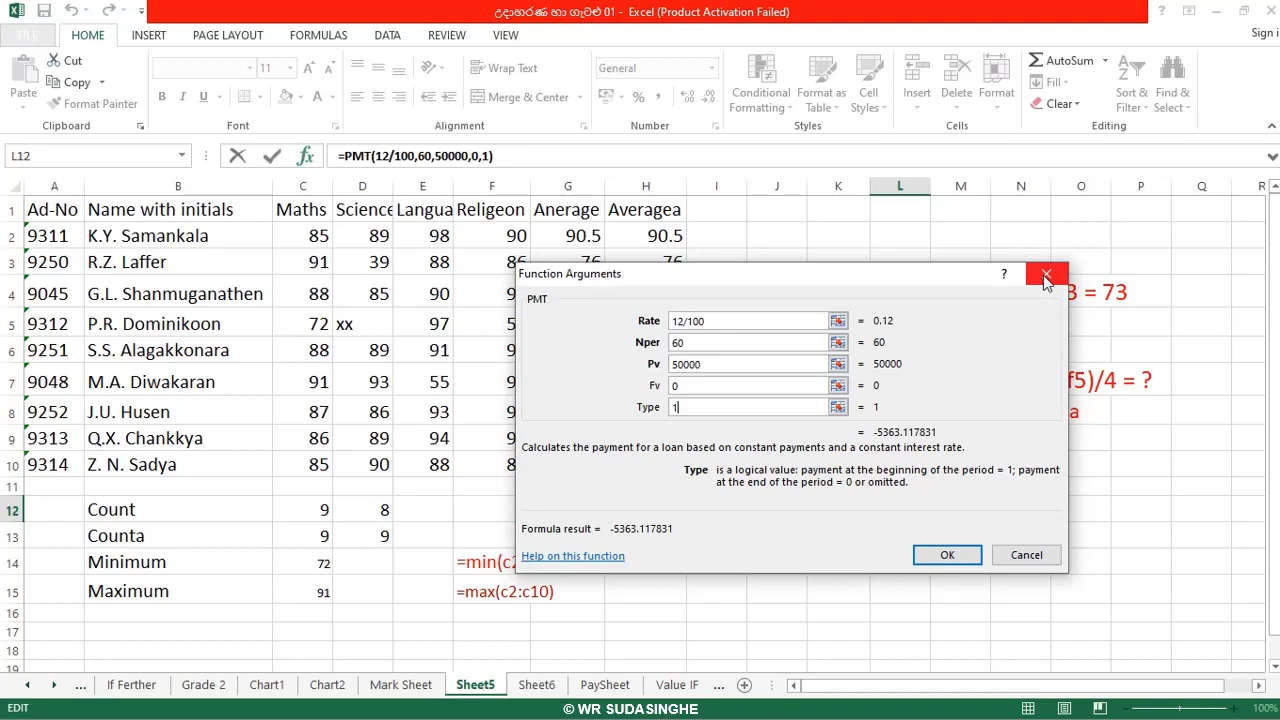 උදාහරණ හා ගැටළු 01 - Excel (Product Activation Failed)
FILE HOME INSERT PAGE LAYOUT FORMULAS DATA REVIEW VIEW Sign i
Paste Cut Copy Format Painter
11
Wrap Text
Merge & Center
General
Conditional Formatting Format as Table Cell Styles
Insert Delete Format
AutoSum Fill Clear
Sort & Filter Find & Select
Clipboard Font Alignment Number Styles Cells Editing
L12 =PMT(12/100,60,50000,0,1)
A B C D E F G H I J K L M N O P Q R
1 Ad-No Name with initials Maths Science Langua Religeon Anerage Averagea
2 9311 K.Y. Samankala 85 89 98 90 90.5 90.5
3 9250 R.Z. Laffer 91 39 88 86 76 76
4 9045 G.L. Shanmuganathen 88 85 90 9 3 = 73
5 9312 P.R. Dominikoon 72 xx 97 5
6 9251 S.S. Alagakkonara 88 89 91
7 9048 M.A. Diwakaran 91 93 55 f5)/4 = ?
8 9252 J.U. Husen 87 86 93 a
9 9313 Q.X. Chankkya 86 89 94
10 9314 Z. N. Sadya 85 90 88 8
11
12 Count 9 8
13 Counta 9 9
14 Minimum 72 =min(c2
15 Maximum 91 =max(c2:c10)
16
17
18
19
Function Arguments ?
PMT
Rate 12/100 = 0.12
Nper 60 = 60
Pv 50000 = 50000
Fv 0 = 0
Type 1 = 1
= -5363.117831
Calculates the payment for a loan based on constant payments and a constant interest rate.
Type is a logical value: payment at the beginning of the period = 1; payment
at the end of the period = 0 or omitted.
Formula result = -5363.117831
Help on this function OK Cancel
... If Ferther Grade 2 Chart1 Chart2 Mark Sheet Sheet5 Sheet6 PaySheet Value IF ...
EDIT © WR SUDASINGHE 100%